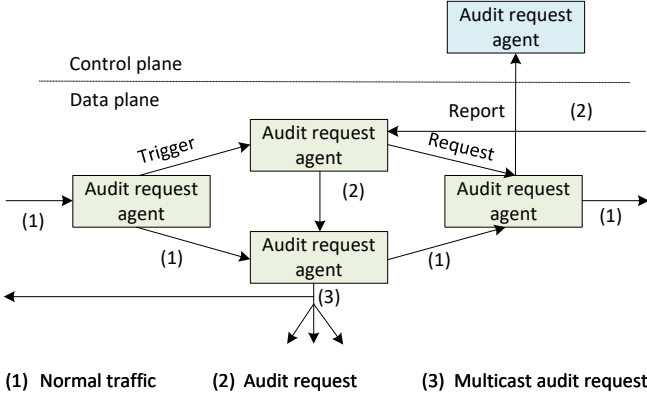 Audit request
agent
Control plane
Data plane
Report
(2)
Audit request
agent
Trigger
Request
Audit request
agent
(2)
Audit request
agent
(1)
(1)
(1)
Audit request
agent
(1)
(3)
(1) Normal traffic (2) Audit request (3) Multicast audit request